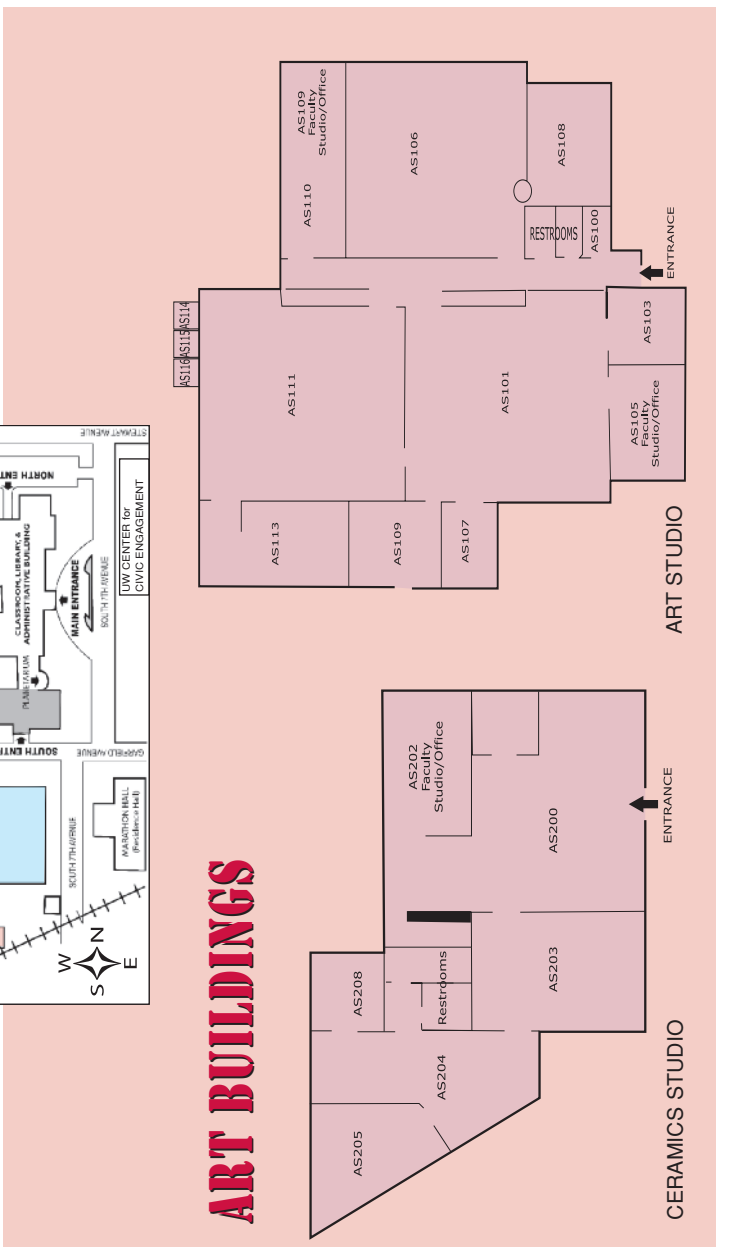 ART BUILDINGS
STEWART AVENUE
NORTH ENT
CLASSROOM, LIBRARY, &
ADMINISTRATIVE BUILDING
MAIN ENTRANCE
SOUTH 7TH AVENUE
UW CENTER for
CIVIC ENGAGEMENT
PLANETARIUM
SOUTH ENT
GARFIELD AVENUE
SOUTH 7TH AVENUE
MARATHON HALL
(Residence Hall)
W
N
S
E
AS205
AS204
AS208
Restrooms
AS203
AS202
Faculty
Studio/Office
AS200
ENTRANCE
CERAMICS STUDIO
AS116
AS115
AS114
AS113
AS111
AS110
AS109
Faculty
Studio/Office
AS109
AS106
AS107
AS101
RESTROOMS
AS108
AS100
AS105
Faculty
Studio/Office
AS103
ENTRANCE
ART STUDIO